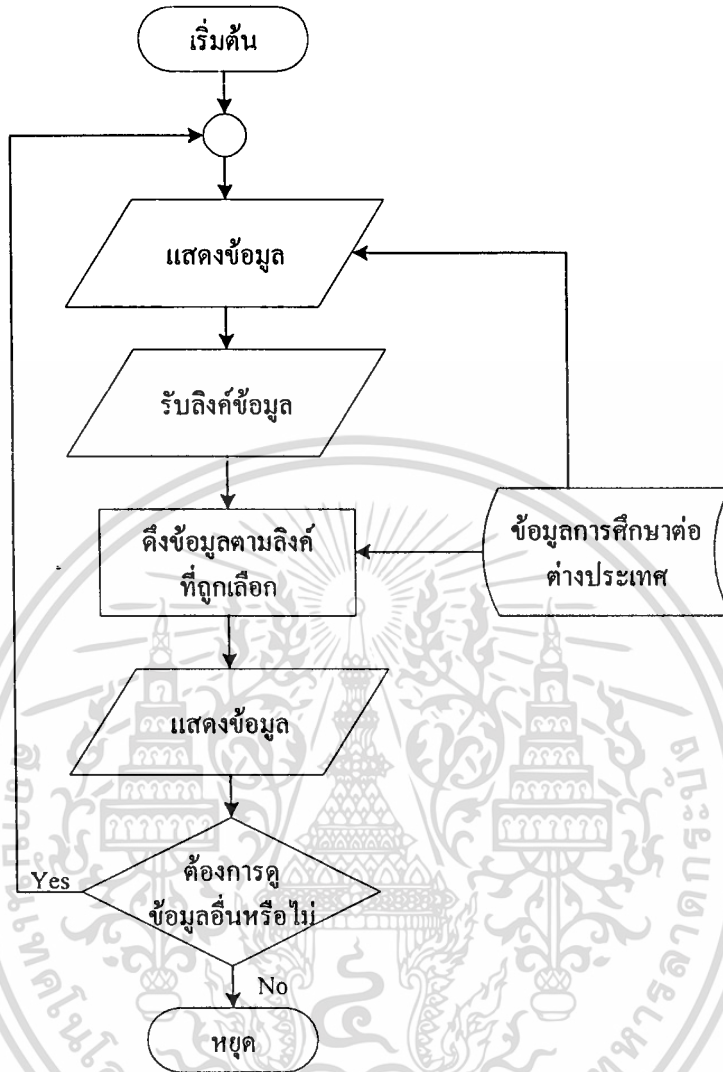 เริ่มต้น
แสดงข้อมูล
รับลิงค์ข้อมูล
ดึงข้อมูลตามลิงค์
ที่ถูกเลือก
ข้อมูลการศึกษาต่อ
ต่างประเทศ
แสดงข้อมูล
ต้องการดู
ข้อมูลอื่นหรือไม่
Yes
No
หยุด